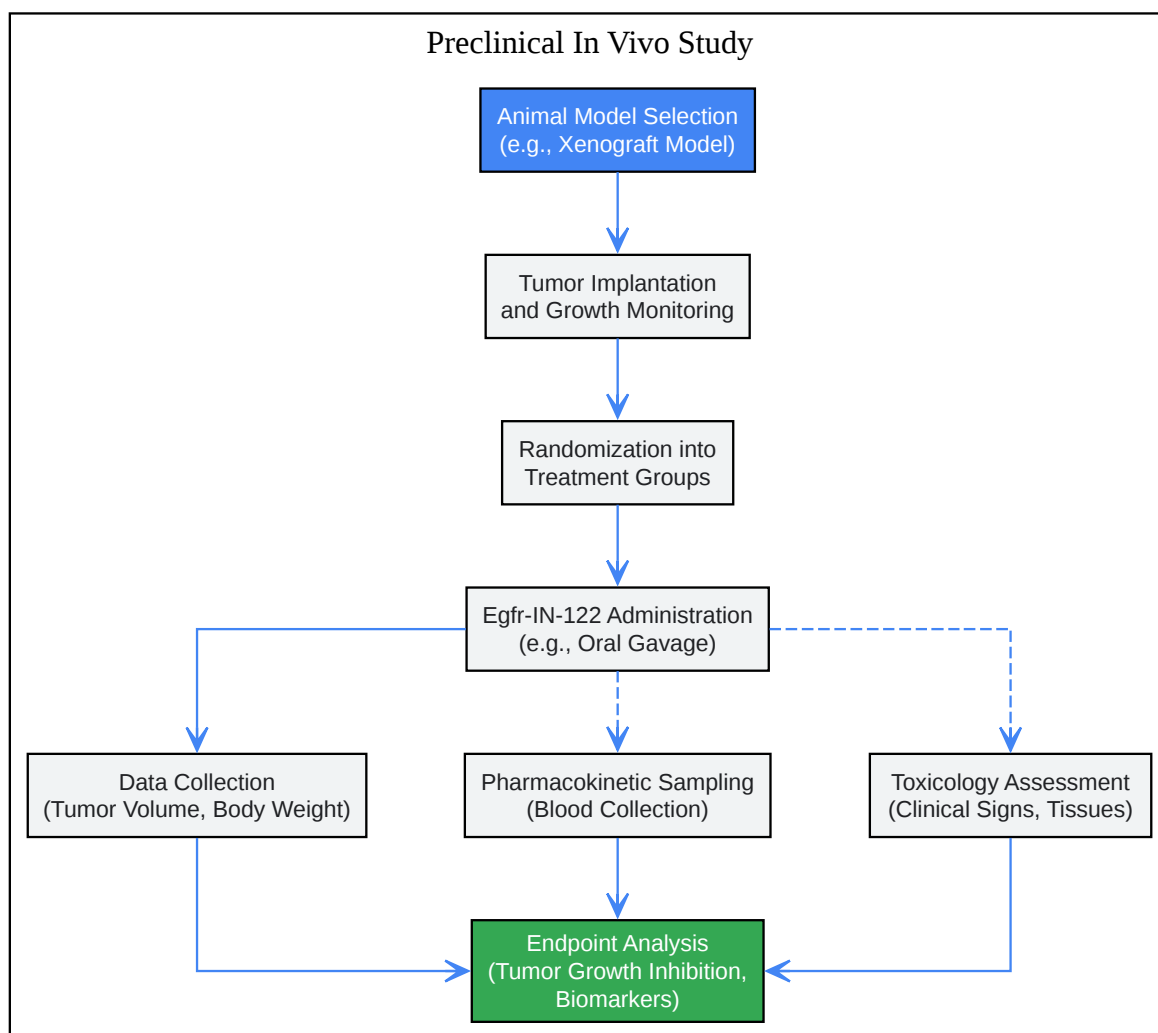 Preclinical In Vivo Study
Animal Model Selection
(e.g., Xenograft Model)
Tumor Implantation
and Growth Monitoring
Randomization into
Treatment Groups
Egfr-IN-122 Administration
(e.g., Oral Gavage)
Data Collection
(Tumor Volume, Body Weight)
Pharmacokinetic Sampling
(Blood Collection)
Toxicology Assessment
(Clinical Signs, Tissues)
Endpoint Analysis
(Tumor Growth Inhibition,
Biomarkers)